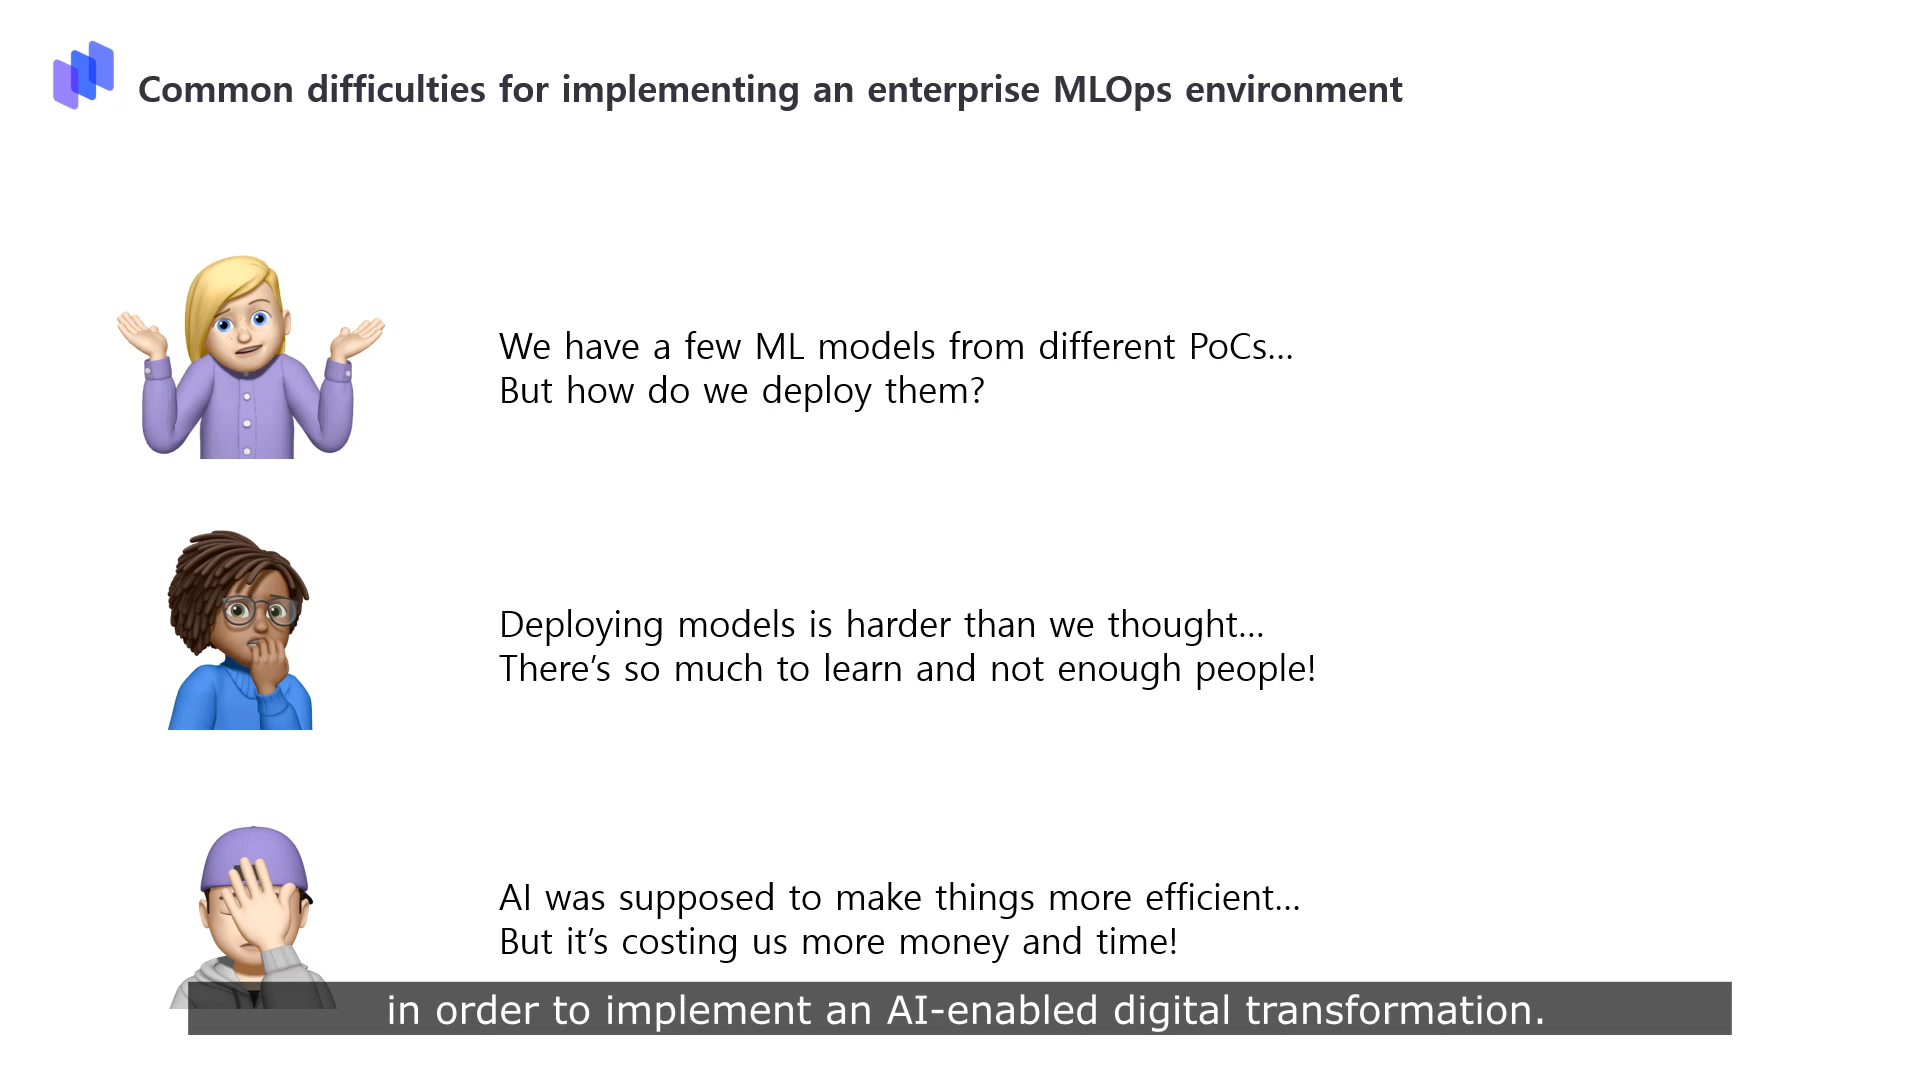 Common difficulties for implementing an enterprise MLOps environment
We have a few ML models from different PoCs...
But how do we deploy them?
Deploying models is harder than we thought...
There's so much to learn and not enough people!
AI was supposed to make things more efficient...
But it's costing us more money and time!
in order to implement an AI-enabled digital transformation.